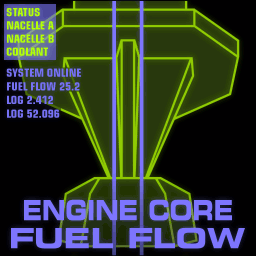 STATUS
NACELLE A
NACELLE B
COOLANT
SYSTEM ONLINE
FUEL FLOW 25.2
LOG 2.412
LOG 52.096
ENGINE CORE
FUEL FLOW